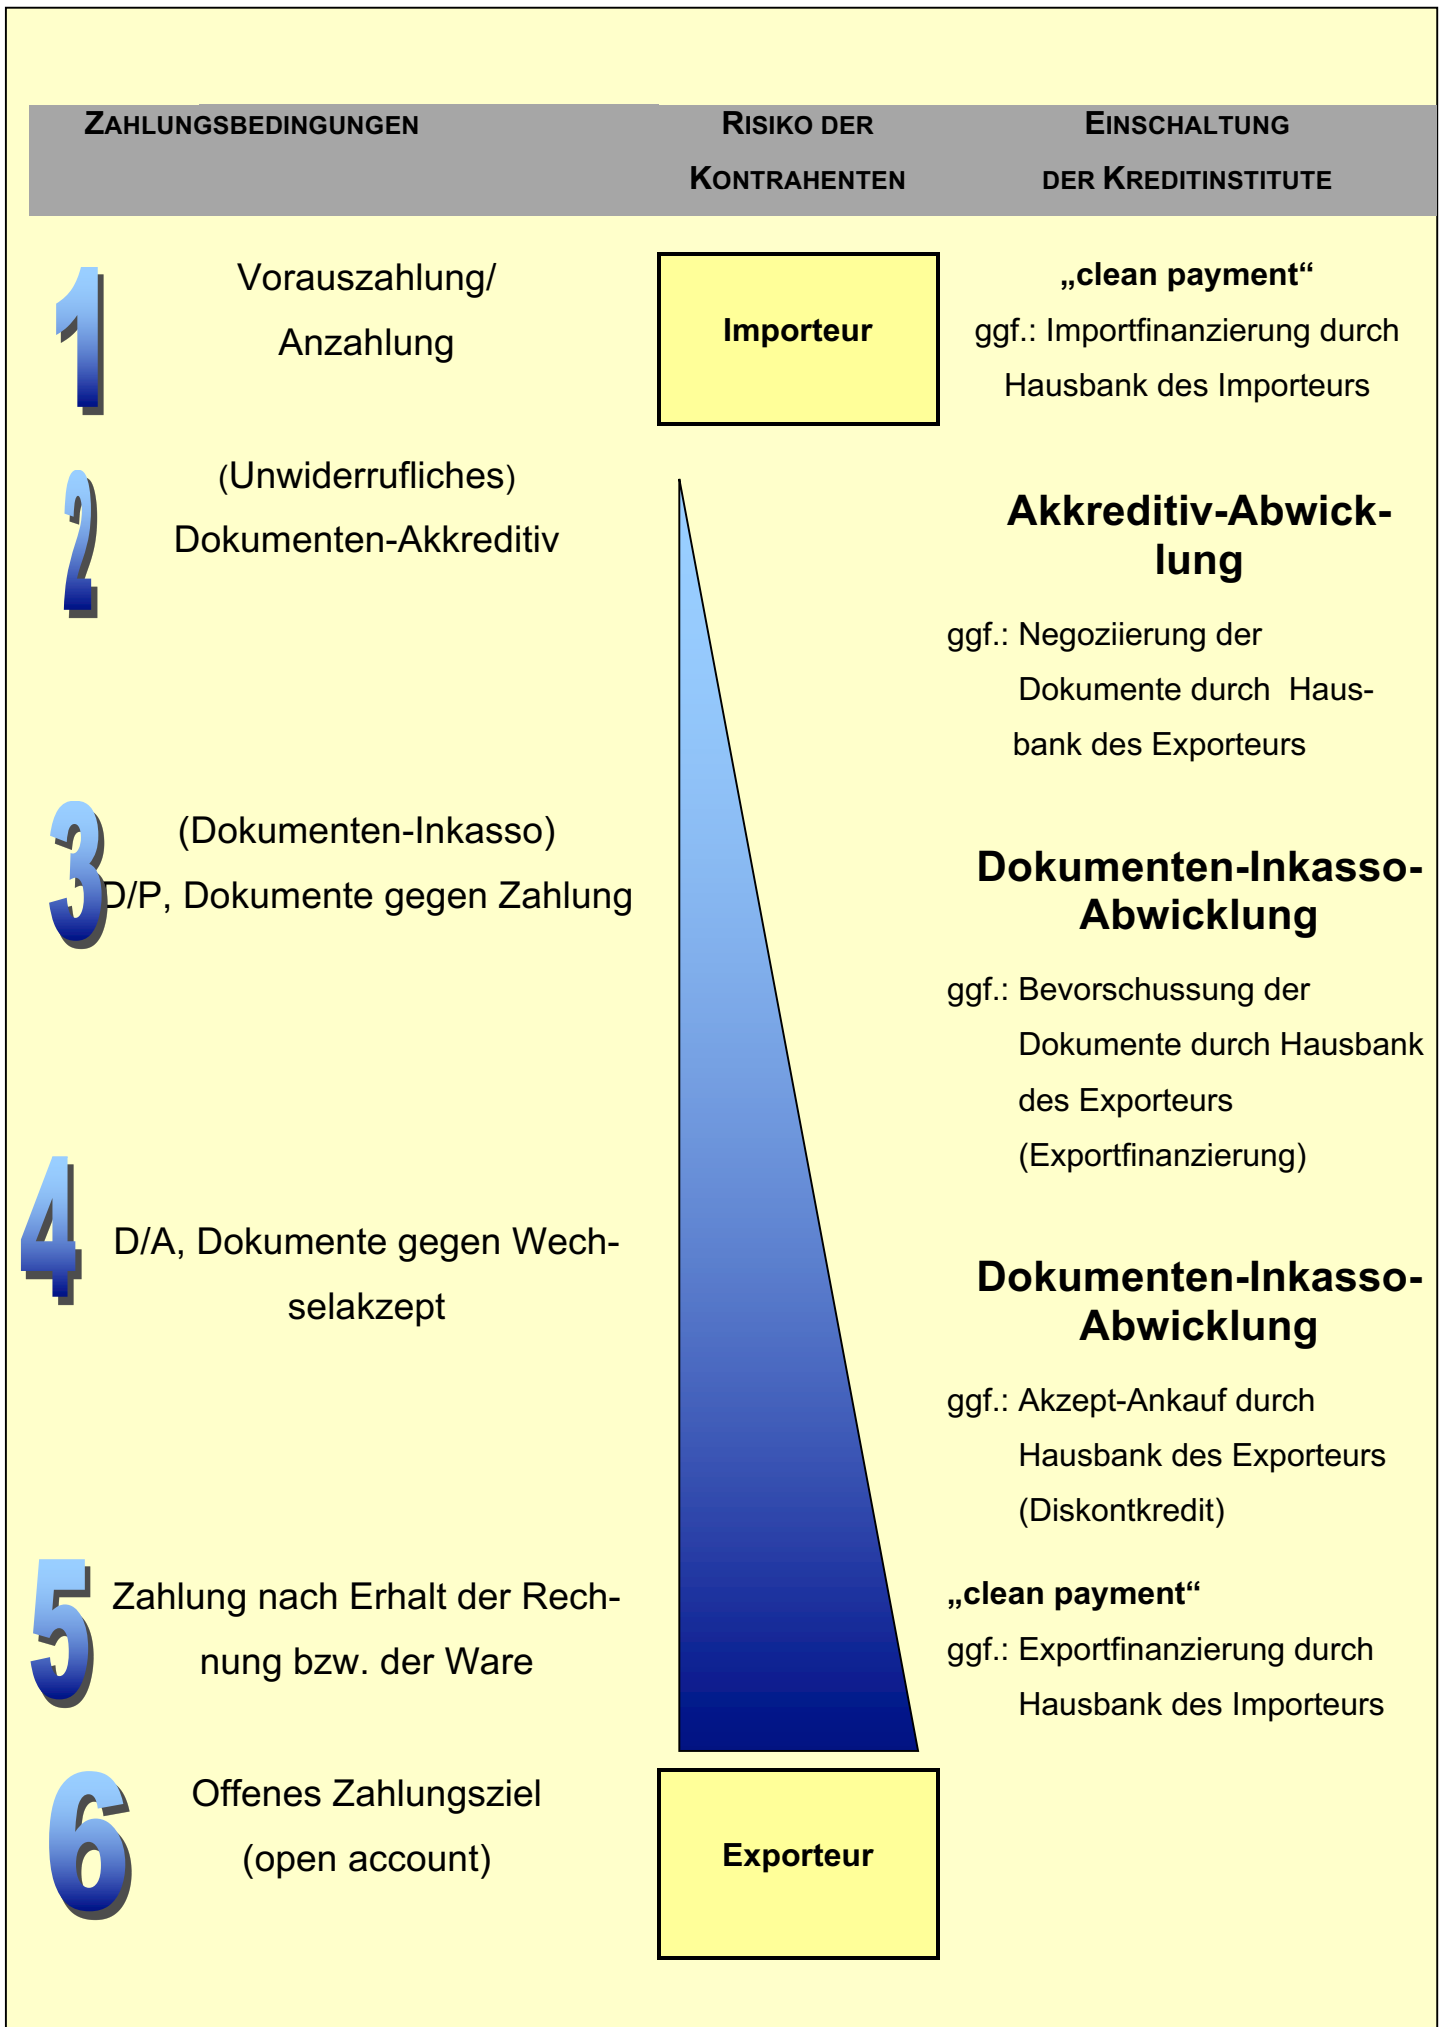 ZAHLUNGSBEDINGUNGEN
RISIKO DER
KONTRAHENTEN
EINSCHALTUNG
DER KREDITINSTITUTE
1
Vorauszahlung/
Anzahlung
Importeur
„clean payment“
ggf.: Importfinanzierung durch
Hausbank des Importeurs
2
(Unwiderrufliches)
Dokumenten-Akkreditiv
Akkreditiv-Abwick-
lung
ggf.: Negoziierung der
Dokumente durch Haus-
bank des Exporteurs
3
(Dokumenten-Inkasso)
D/P, Dokumente gegen Zahlung
Dokumenten-Inkasso-
Abwicklung
ggf.: Bevorschussung der
Dokumente durch Hausbank
des Exporteurs
(Exportfinanzierung)
4
D/A, Dokumente gegen Wech-
selakzept
Dokumenten-Inkasso-
Abwicklung
ggf.: Akzept-Ankauf durch
Hausbank des Exporteurs
(Diskontkredit)
5
Zahlung nach Erhalt der Rech-
nung bzw. der Ware
„clean payment“
ggf.: Exportfinanzierung durch
Hausbank des Importeurs
6
Offenes Zahlungsziel
(open account)
Exporteur